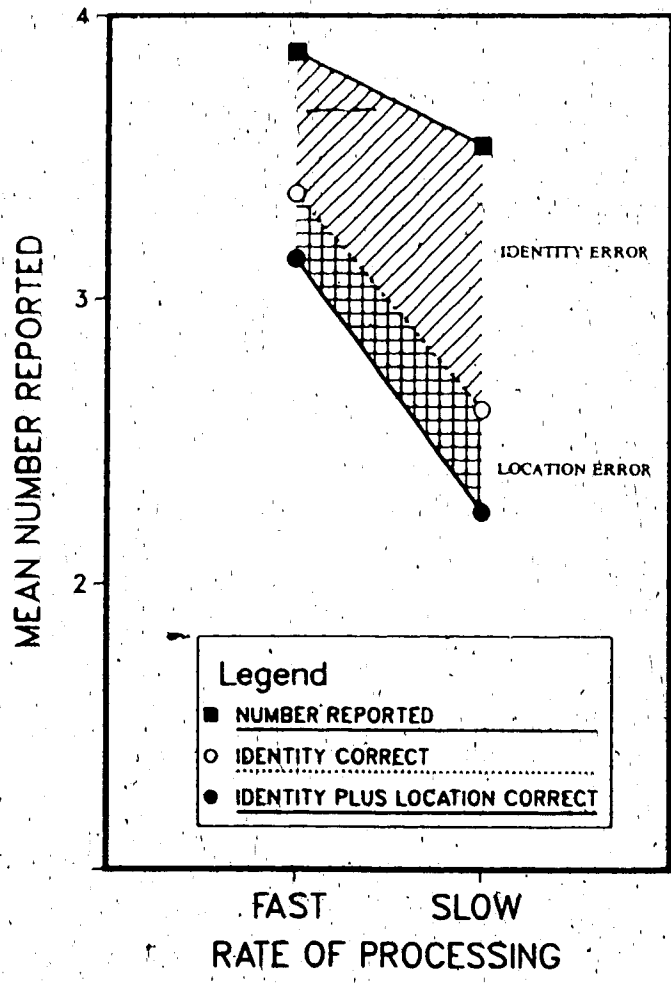 4
3
2
MEAN NUMBER REPORTED
IDENTITY ERROR
LOCATION ERROR
Legend
NUMBER REPORTED
IDENTITY CORRECT
IDENTITY PLUS LOCATION CORRECT
FAST SLOW
RATE OF PROCESSING